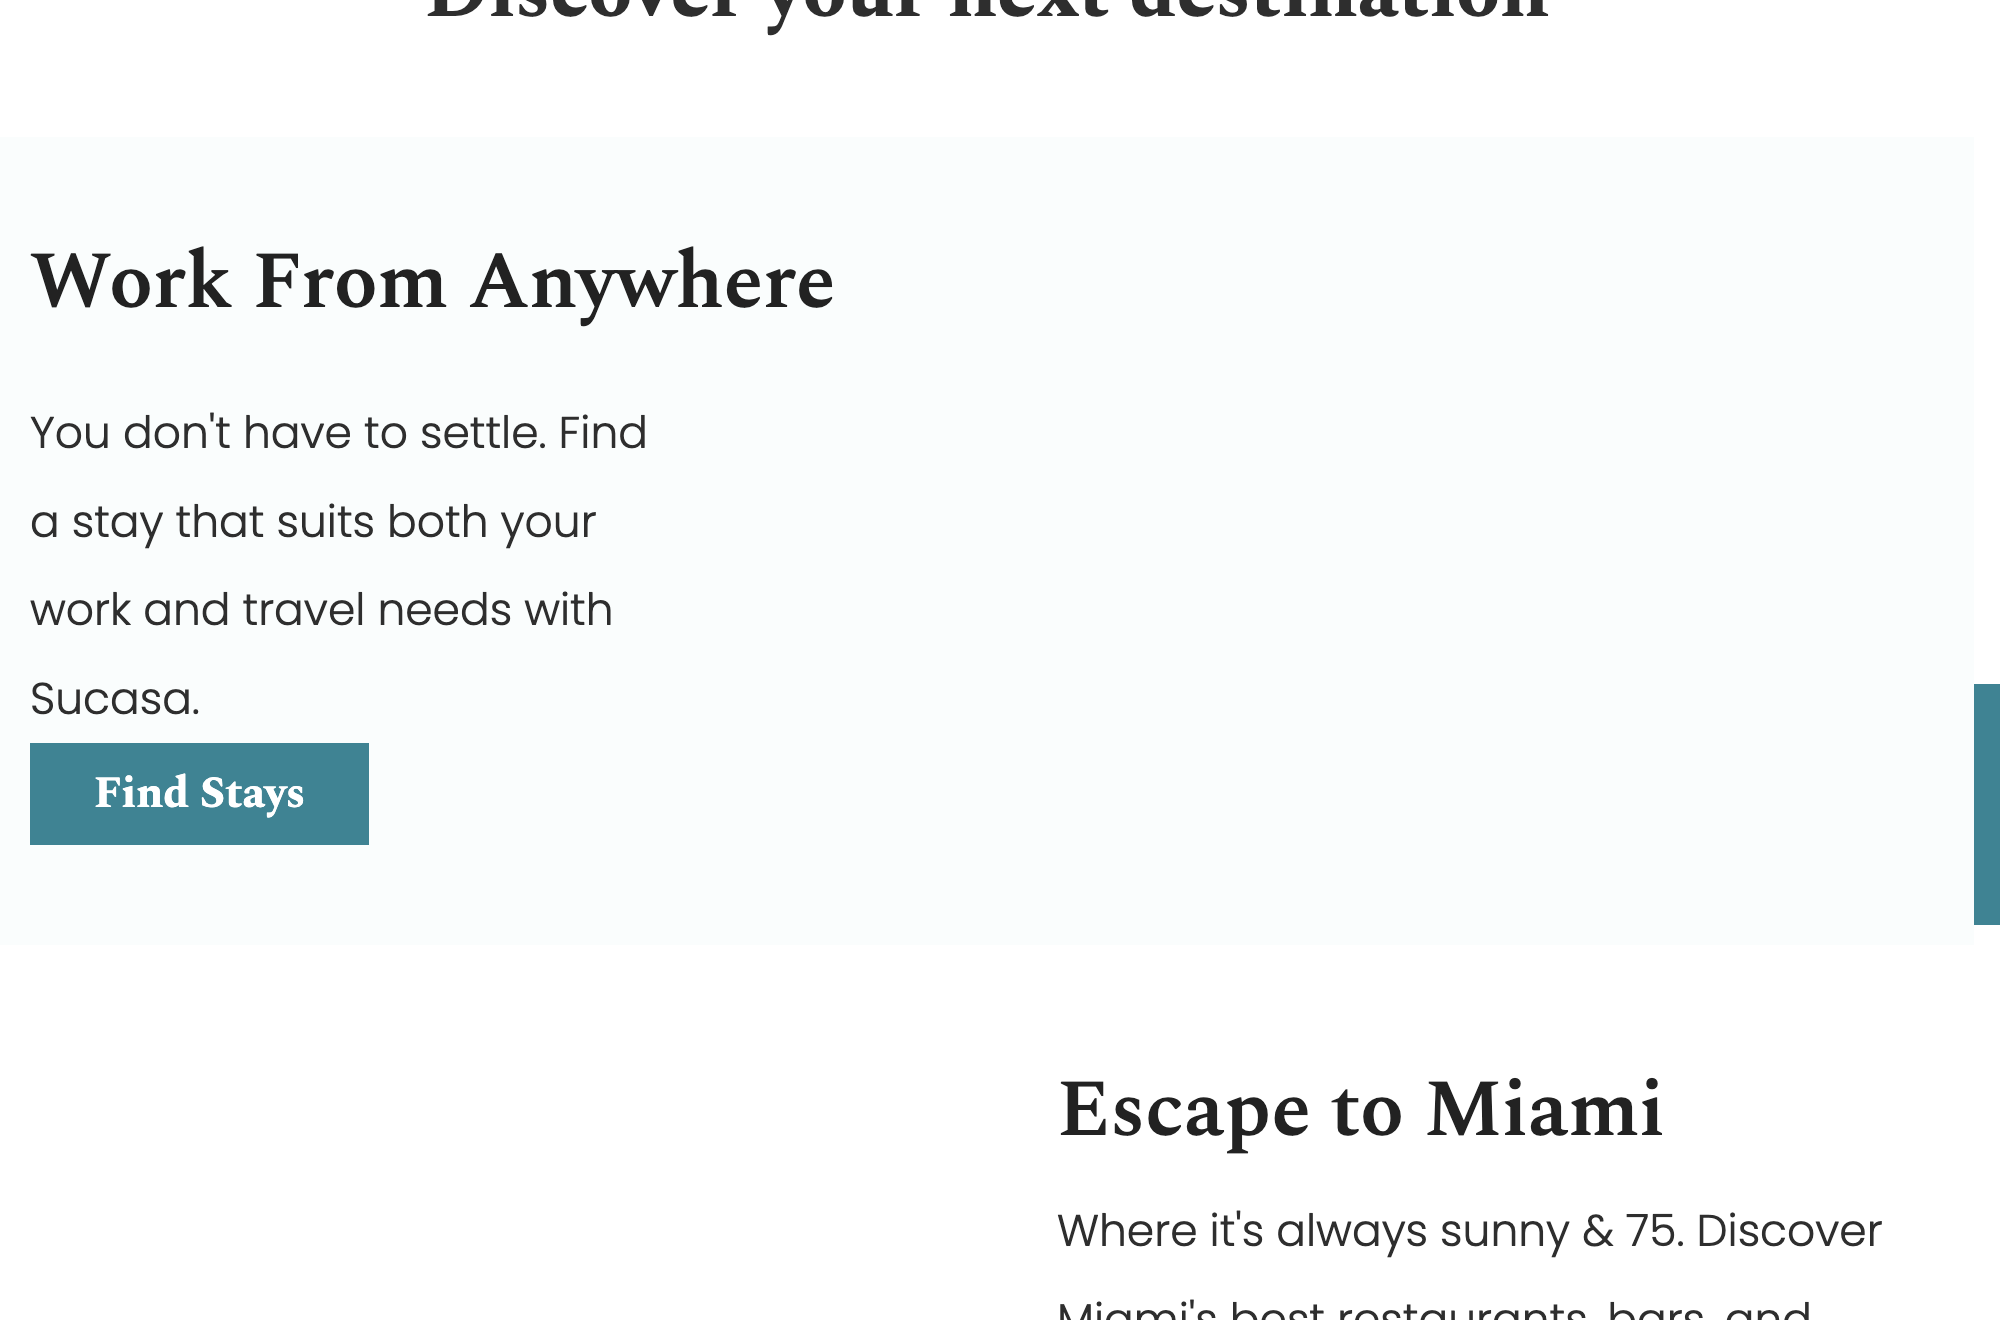 Discover your next destination
Work From Anywhere
You don't have to settle. Find
a stay that suits both your
work and travel needs with
Sucasa.
Find Stays
Escape to Miami
Where it's always sunny & 75. Discover
Miami's best restaurants, bars, and